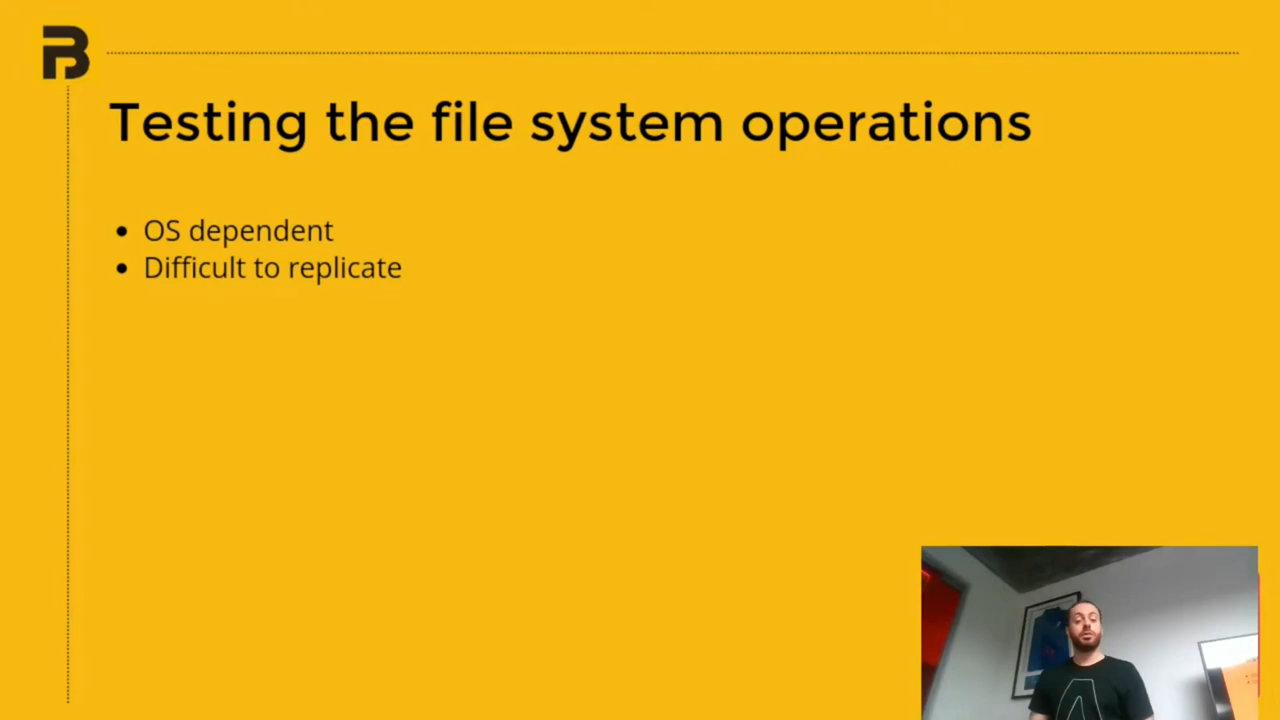 Testing the file system operations
• OS dependent
• Difficult to replicate